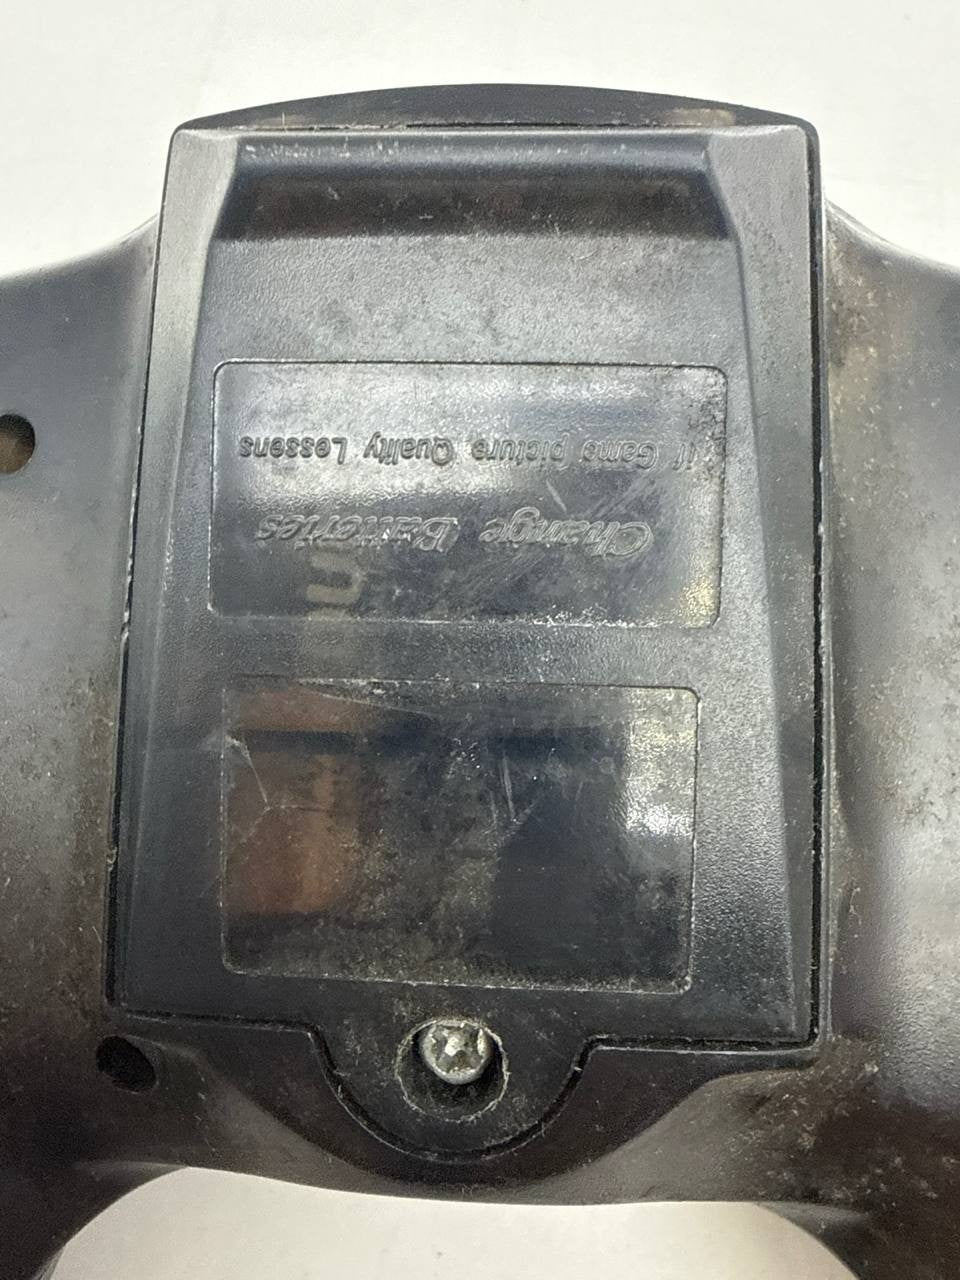 If Game picture Quality Lessens
Change Batteries